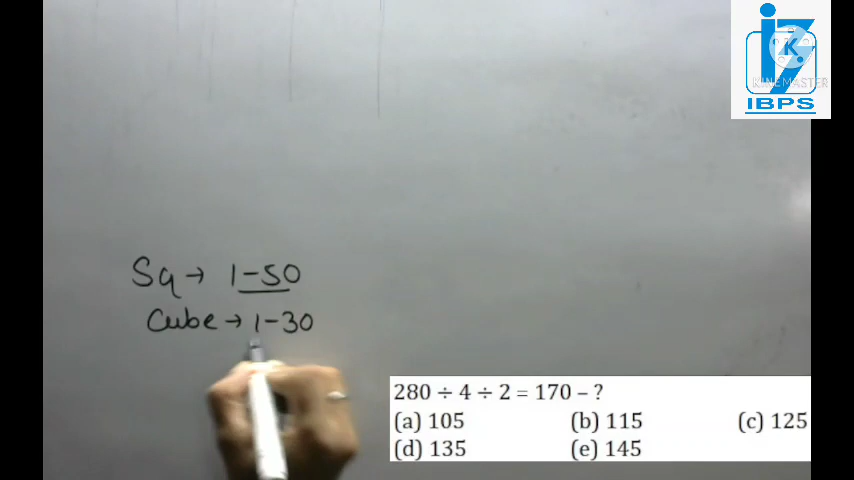 K
KINEMASTER
IBPS
Sq → 1-50
Cube → 1-30
280 ÷ 4 ÷ 2 = 170 – ?
(a) 105 (b) 115 (c) 125
(d) 135 (e) 145